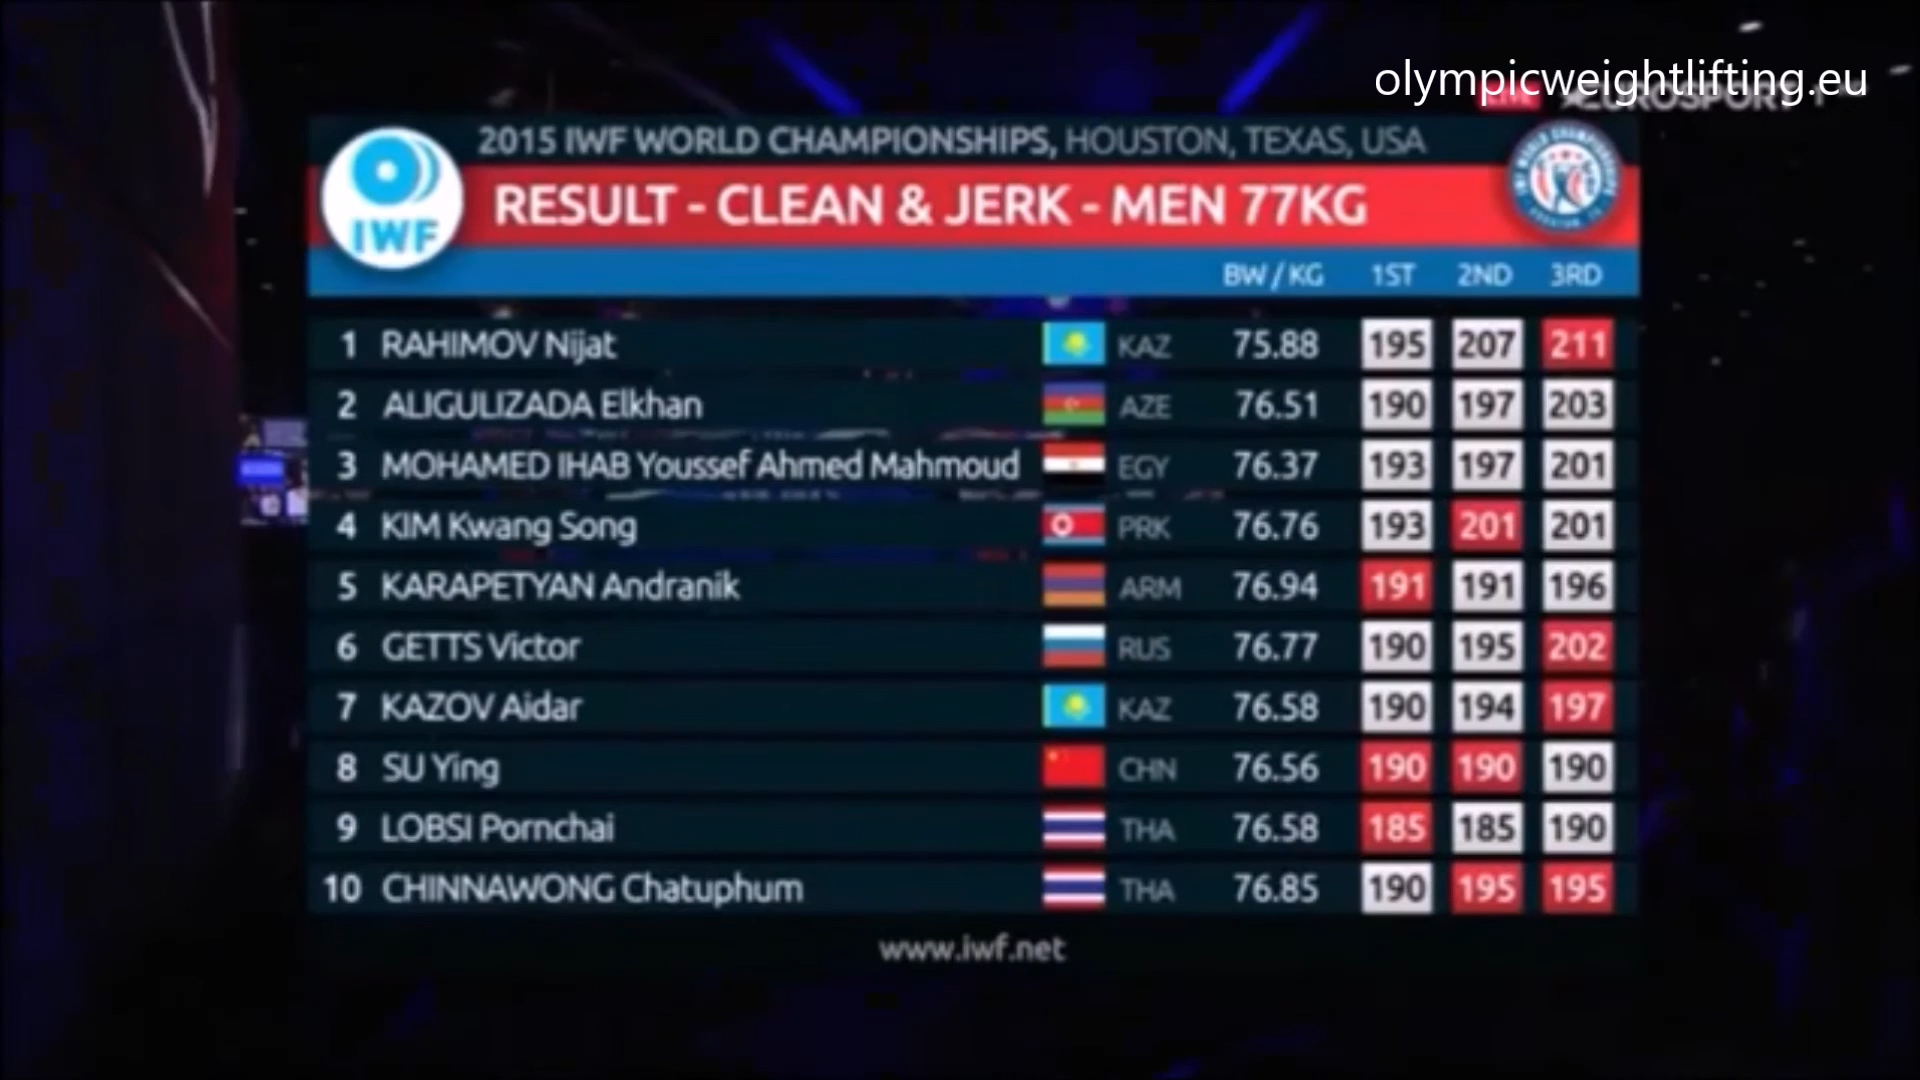 olympicweightlifting.eu
LIVE EUROSPORT 1
2015 IWF WORLD CHAMPIONSHIPS, HOUSTON, TEXAS, USA
IWF
RESULT - CLEAN & JERK - MEN 77KG
BW / KG 1ST 2ND 3RD
1 RAHIMOV Nijat KAZ 75.88 195 207 211
2 ALIGULIZADA Elkhan AZE 76.51 190 197 203
3 MOHAMED IHAB Youssef Ahmed Mahmoud EGY 76.37 193 197 201
4 KIM Kwang Song PRK 76.76 193 201 201
5 KARAPETYAN Andranik ARM 76.94 191 191 196
6 GETTS Victor RUS 76.77 190 195 202
7 KAZOV Aidar KAZ 76.58 190 194 197
8 SU Ying CHN 76.56 190 190 190
9 LOBSI Pornchai THA 76.58 185 185 190
10 CHINNAWONG Chatuphum THA 76.85 190 195 195
www.iwf.net